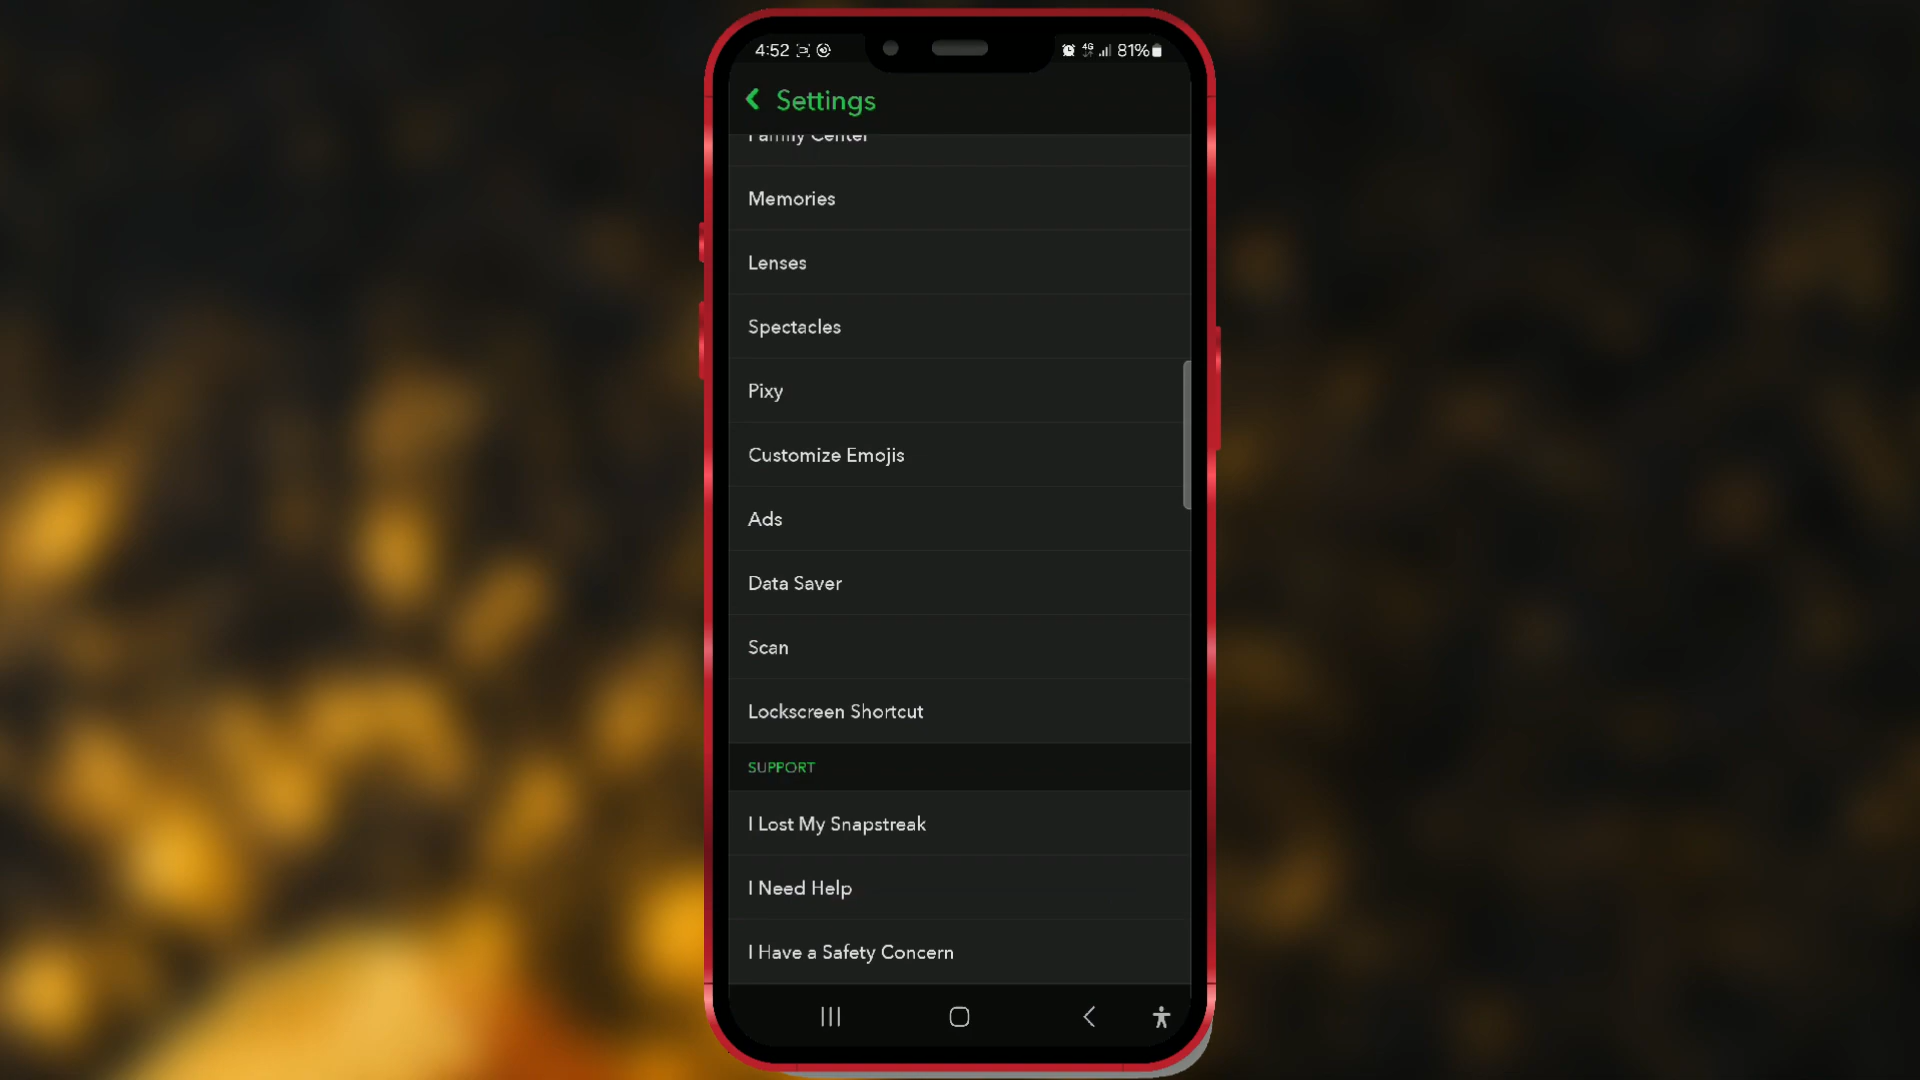 4:52
4G 81%
Settings
Family Center
Memories
Lenses
Spectacles
Pixy
Customize Emojis
Ads
Data Saver
Scan
Lockscreen Shortcut
SUPPORT
I Lost My Snapstreak
I Need Help
I Have a Safety Concern